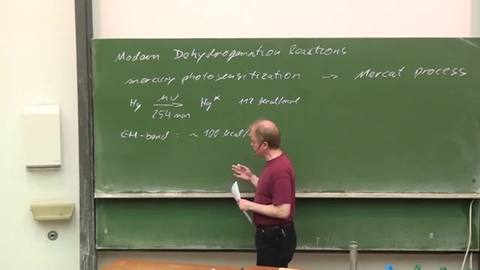 Modern Dehydrogenation Reactions
mercury photosensitization → Mercat process
Hg hν → Hg* 112 kcal/mol
254 nm
CH-bond : ~ 100 kcal/